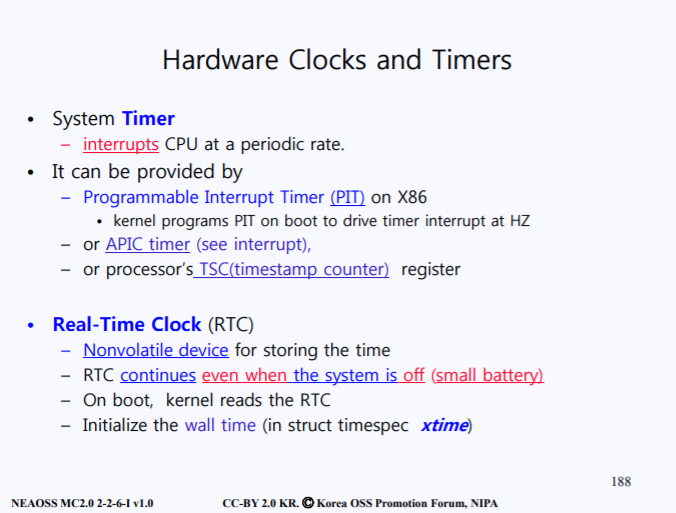 Hardware Clocks and Timers
• System Timer
– interrupts CPU at a periodic rate.
• It can be provided by
– Programmable Interrupt Timer (PIT) on X86
• kernel programs PIT on boot to drive timer interrupt at HZ
– or APIC timer (see interrupt),
– or processor's TSC(timestamp counter) register
• Real-Time Clock (RTC)
– Nonvolatile device for storing the time
– RTC continues even when the system is off (small battery)
– On boot, kernel reads the RTC
– Initialize the wall time (in struct timespec xtime)
188
NEAOSS MC2.0 2-2-6-I v1.0 CC-BY 2.0 KR. © Korea OSS Promotion Forum, NIPA